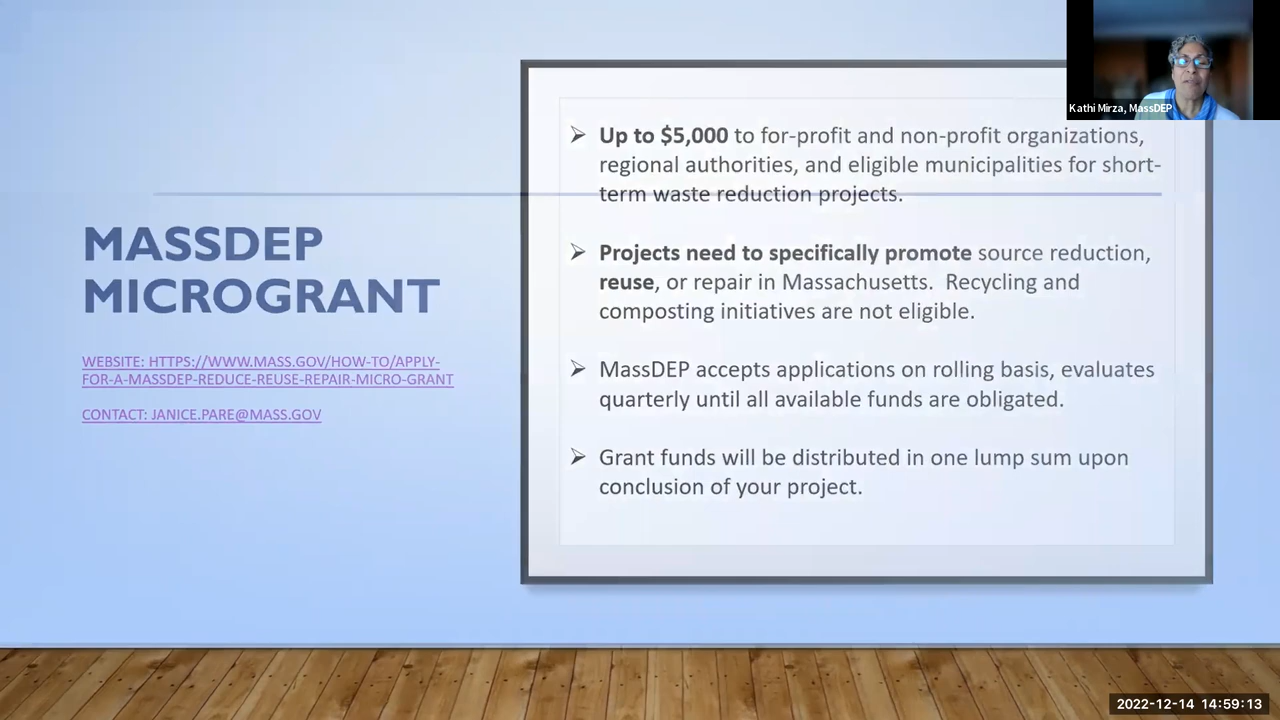 Kathi Mirza, MassDEP
MASSDEP
MICROGRANT
WEBSITE: HTTPS://WWW.MASS.GOV/HOW-TO/APPLY-
FOR-A-MASSDEP-REDUCE-REUSE-REPAIR-MICRO-GRANT
CONTACT: JANICE.PARE@MASS.GOV
➢ Up to $5,000 to for-profit and non-profit organizations,
regional authorities, and eligible municipalities for short-
term waste reduction projects.
➢ Projects need to specifically promote source reduction,
reuse, or repair in Massachusetts.  Recycling and
composting initiatives are not eligible.
➢ MassDEP accepts applications on rolling basis, evaluates
quarterly until all available funds are obligated.
➢ Grant funds will be distributed in one lump sum upon
conclusion of your project.
2022-12-14 14:59:13